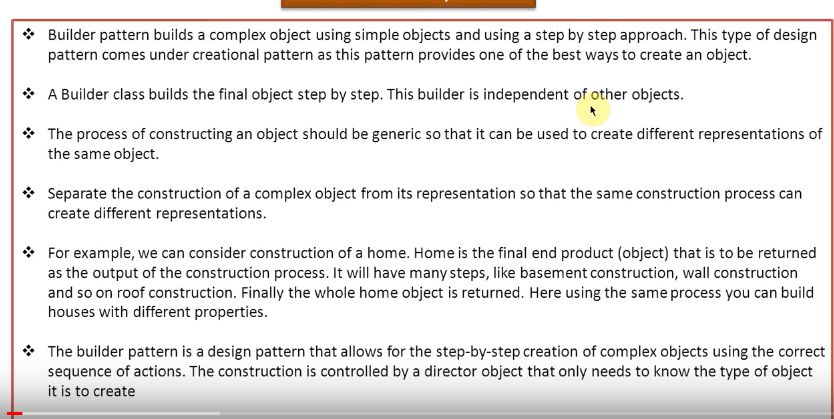 ❖ Builder pattern builds a complex object using simple objects and using a step by step approach. This type of design
pattern comes under creational pattern as this pattern provides one of the best ways to create an object.
❖ A Builder class builds the final object step by step. This builder is independent of other objects.
❖ The process of constructing an object should be generic so that it can be used to create different representations of
the same object.
❖ Separate the construction of a complex object from its representation so that the same construction process can
create different representations.
❖ For example, we can consider construction of a home. Home is the final end product (object) that is to be returned
as the output of the construction process. It will have many steps, like basement construction, wall construction
and so on roof construction. Finally the whole home object is returned. Here using the same process you can build
houses with different properties.
❖ The builder pattern is a design pattern that allows for the step-by-step creation of complex objects using the correct
sequence of actions. The construction is controlled by a director object that only needs to know the type of object
it is to create